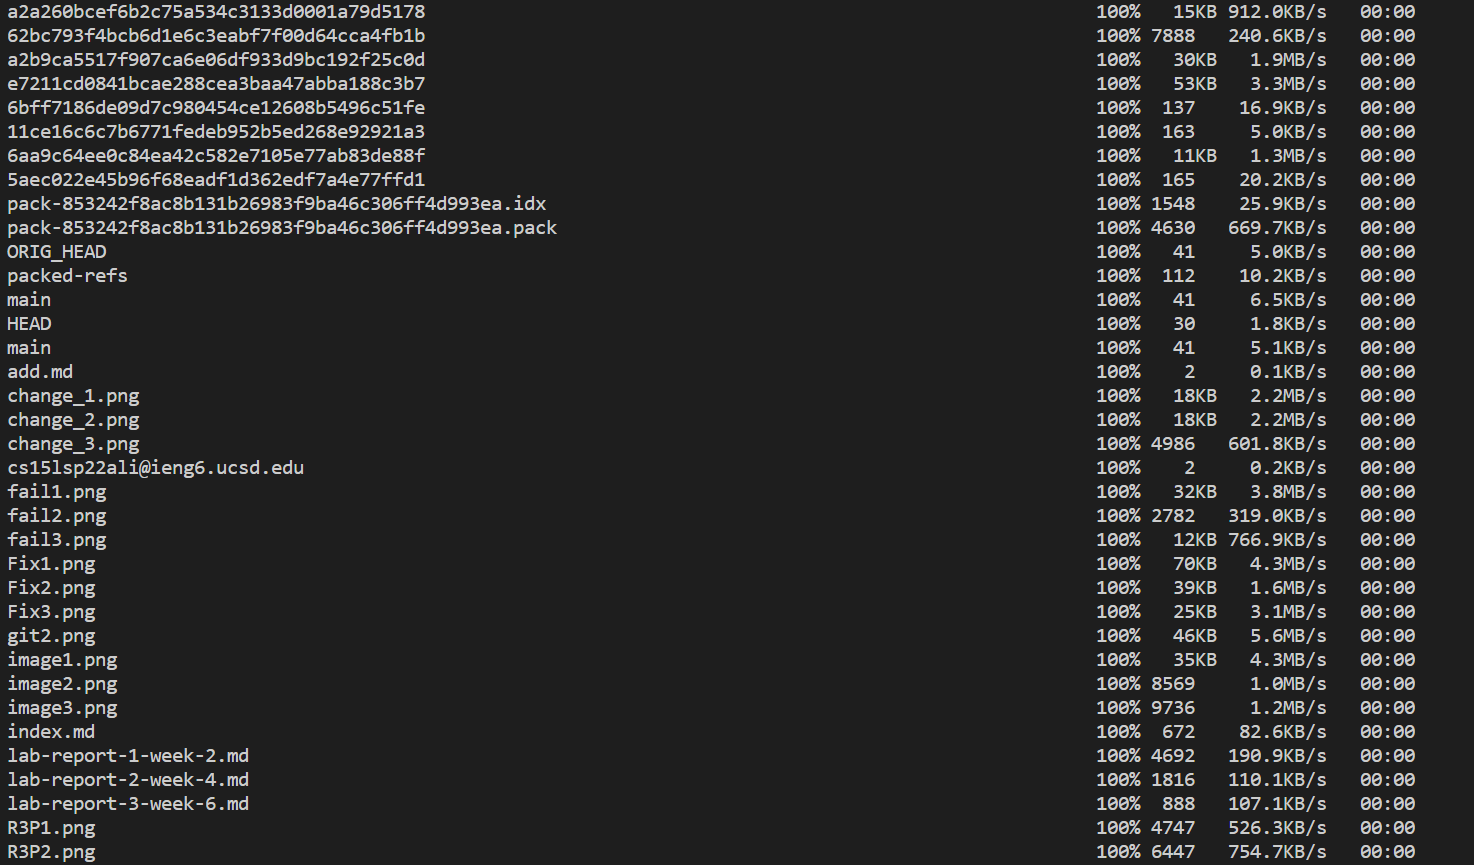 a2a260bcef6b2c75a534c3133d0001a79d5178 100% 15KB 912.0KB/s 00:00
62bc793f4bcb6d1e6c3eabf7f00d64cca4fb1b 100% 7888 240.6KB/s 00:00
a2b9ca5517f907ca6e06df933d9bc192f25c0d 100% 30KB 1.9MB/s 00:00
e7211cd0841bcae288cea3baa47abba188c3b7 100% 53KB 3.3MB/s 00:00
6bff7186de09d7c980454ce12608b5496c51fe 100% 137 16.9KB/s 00:00
11ce16c6c7b6771fedeb952b5ed268e92921a3 100% 163 5.0KB/s 00:00
6aa9c64ee0c84ea42c582e7105e77ab83de88f 100% 11KB 1.3MB/s 00:00
5aec022e45b96f68eadf1d362edf7a4e77ffd1 100% 165 20.2KB/s 00:00
pack-853242f8ac8b131b26983f9ba46c306ff4d993ea.idx 100% 1548 25.9KB/s 00:00
pack-853242f8ac8b131b26983f9ba46c306ff4d993ea.pack 100% 4630 669.7KB/s 00:00
ORIG_HEAD 100% 41 5.0KB/s 00:00
packed-refs 100% 112 10.2KB/s 00:00
main 100% 41 6.5KB/s 00:00
HEAD 100% 30 1.8KB/s 00:00
main 100% 41 5.1KB/s 00:00
add.md 100% 2 0.1KB/s 00:00
change_1.png 100% 18KB 2.2MB/s 00:00
change_2.png 100% 18KB 2.2MB/s 00:00
change_3.png 100% 4986 601.8KB/s 00:00
cs15lsp22ali@ieng6.ucsd.edu 100% 2 0.2KB/s 00:00
fail1.png 100% 32KB 3.8MB/s 00:00
fail2.png 100% 2782 319.0KB/s 00:00
fail3.png 100% 12KB 766.9KB/s 00:00
Fix1.png 100% 70KB 4.3MB/s 00:00
Fix2.png 100% 39KB 1.6MB/s 00:00
Fix3.png 100% 25KB 3.1MB/s 00:00
git2.png 100% 46KB 5.6MB/s 00:00
image1.png 100% 35KB 4.3MB/s 00:00
image2.png 100% 8569 1.0MB/s 00:00
image3.png 100% 9736 1.2MB/s 00:00
index.md 100% 672 82.6KB/s 00:00
lab-report-1-week-2.md 100% 4692 190.9KB/s 00:00
lab-report-2-week-4.md 100% 1816 110.1KB/s 00:00
lab-report-3-week-6.md 100% 888 107.1KB/s 00:00
R3P1.png 100% 4747 526.3KB/s 00:00
R3P2.png 100% 6447 754.7KB/s 00:00